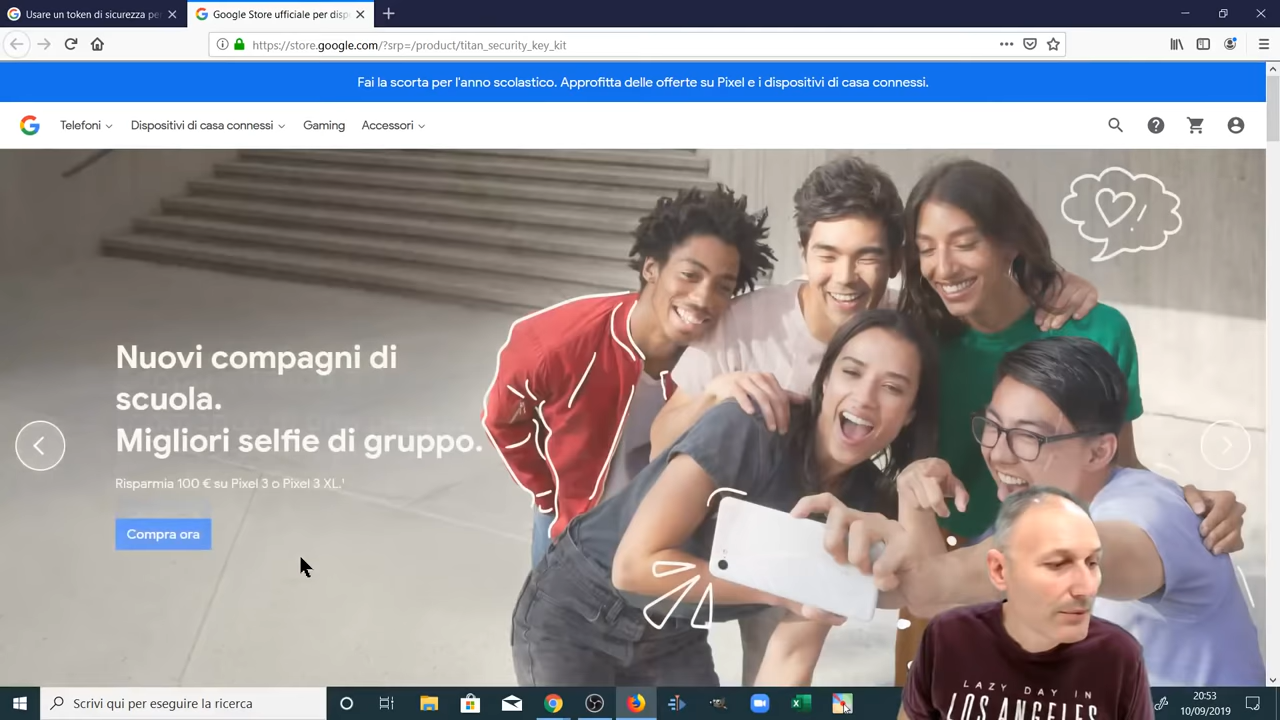 Usare un token di sicurezza pe
Google Store ufficiale per disp
https://store.google.com/?srp=/product/titan_security_key_kit
Fai la scorta per l'anno scolastico. Approfitta delle offerte su Pixel e i dispositivi di casa connessi.
Telefoni
Dispositivi di casa connessi
Gaming
Accessori
Nuovi compagni di
scuola.
Migliori selfie di gruppo.
Risparmia 100 € su Pixel 3 o Pixel 3 XL.¹
Compra ora
LAZY DAY IN
LOS ANGELES
Scrivi qui per eseguire la ricerca
20:53
10/09/2019